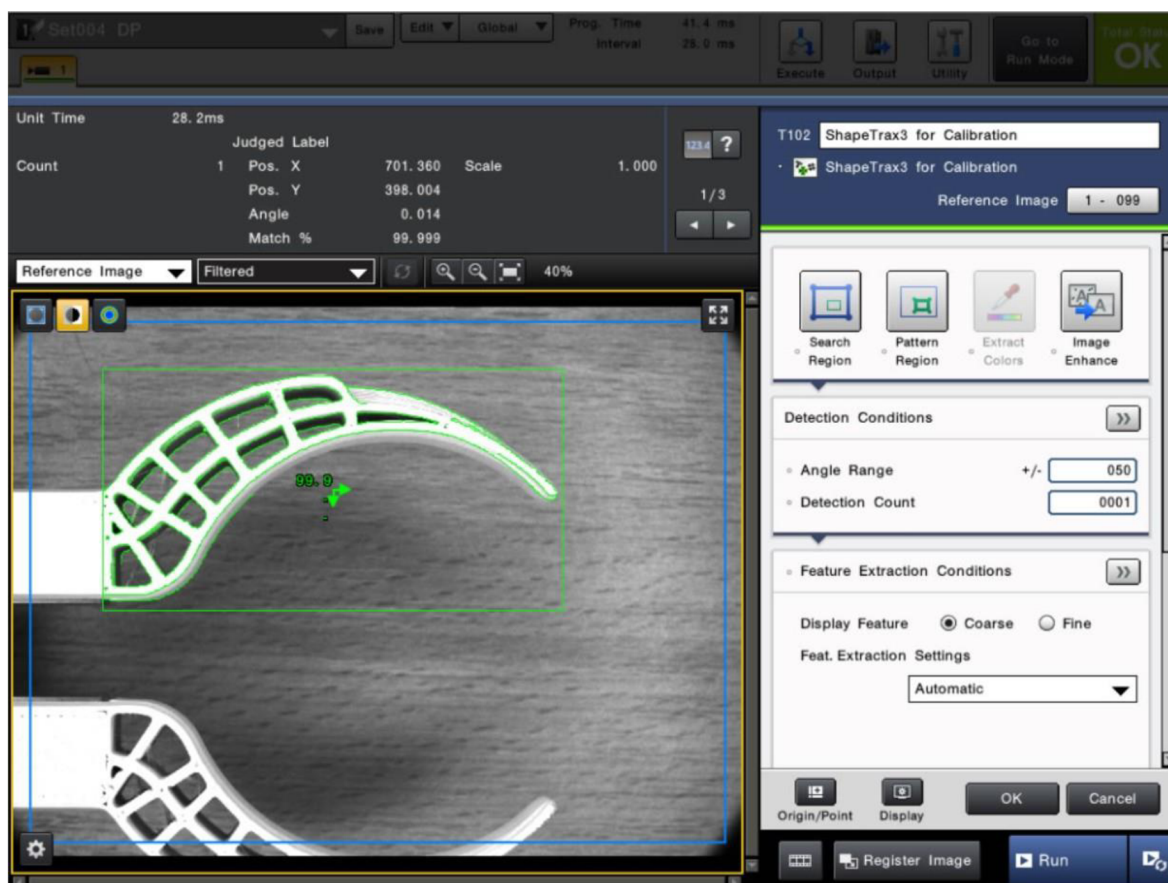 1 Set004 DP
Save
Edit
Global
Prog. Time 41.4 ms
Interval 28.0 ms
Execute
Output
Utility
Go to
Run Mode
OK
1
Unit Time 28.2ms
Judged Label
Count 1 Pos. X 701.360 Scale 1.000
Pos. Y 398.004
Angle 0.014
Match % 99.999
123.4 ?
1/3
T102 ShapeTrax3 for Calibration
ShapeTrax3 for Calibration
Reference Image 1 - 099
Reference Image
Filtered
40%
Search
Region
Pattern
Region
Extract
Colors
Image
Enhance
Detection Conditions
Angle Range +/- 050
Detection Count 0001
Feature Extraction Conditions
Display Feature Coarse Fine
Feat. Extraction Settings
Automatic
99.9
Origin/Point
Display
OK
Cancel
Register Image
Run